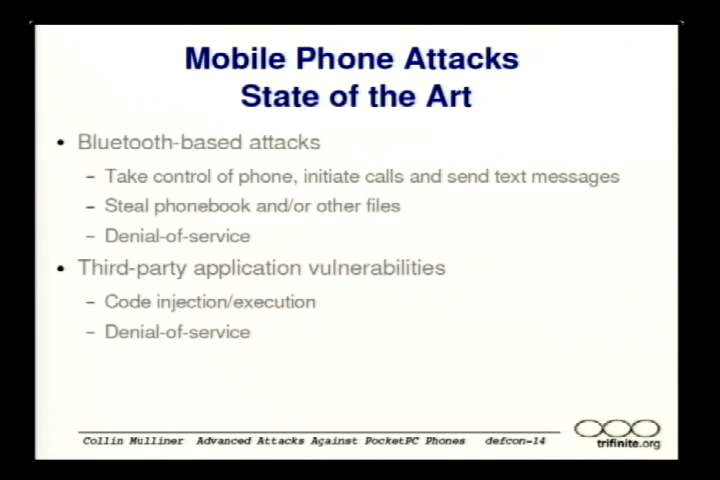 Mobile Phone Attacks
State of the Art
• Bluetooth-based attacks
– Take control of phone, initiate calls and send text messages
– Steal phonebook and/or other files
– Denial-of-service
• Third-party application vulnerabilities
– Code injection/execution
– Denial-of-service
Collin Mulliner Advanced Attacks Against PocketPC Phones defcon-14
trifinite.org